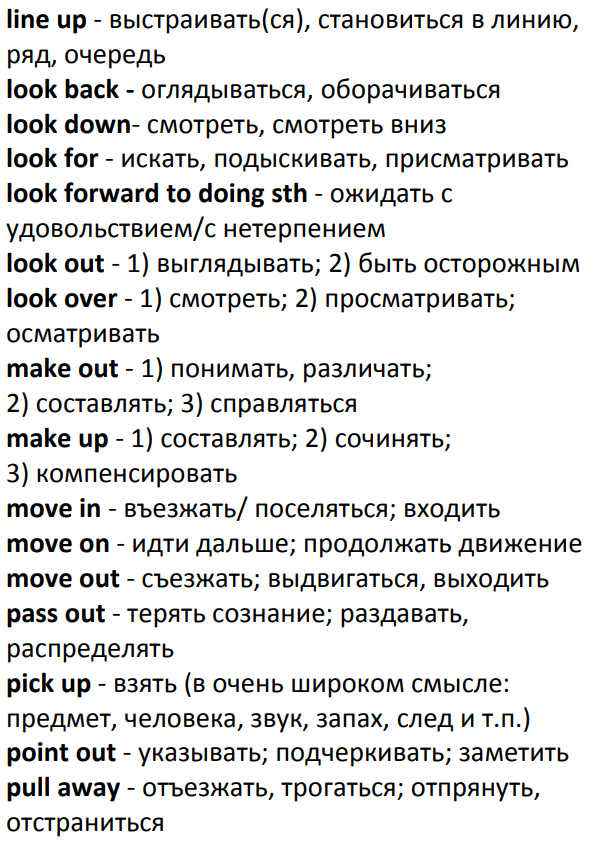 line up - выстраивать(ся), становиться в линию,
ряд, очередь
look back - оглядываться, оборачиваться
look down- смотреть, смотреть вниз
look for - искать, подыскивать, присматривать
look forward to doing sth - ожидать с
удовольствием/с нетерпением
look out - 1) выглядывать; 2) быть осторожным
look over - 1) смотреть; 2) просматривать;
осматривать
make out - 1) понимать, различать;
2) составлять; 3) справляться
make up - 1) составлять; 2) сочинять;
3) компенсировать
move in - въезжать/ поселяться; входить
move on - идти дальше; продолжать движение
move out - съезжать; выдвигаться, выходить
pass out - терять сознание; раздавать,
распределять
pick up - взять (в очень широком смысле:
предмет, человека, звук, запах, след и т.п.)
point out - указывать; подчеркивать; заметить
pull away - отъезжать, трогаться; отпрянуть,
отстраниться